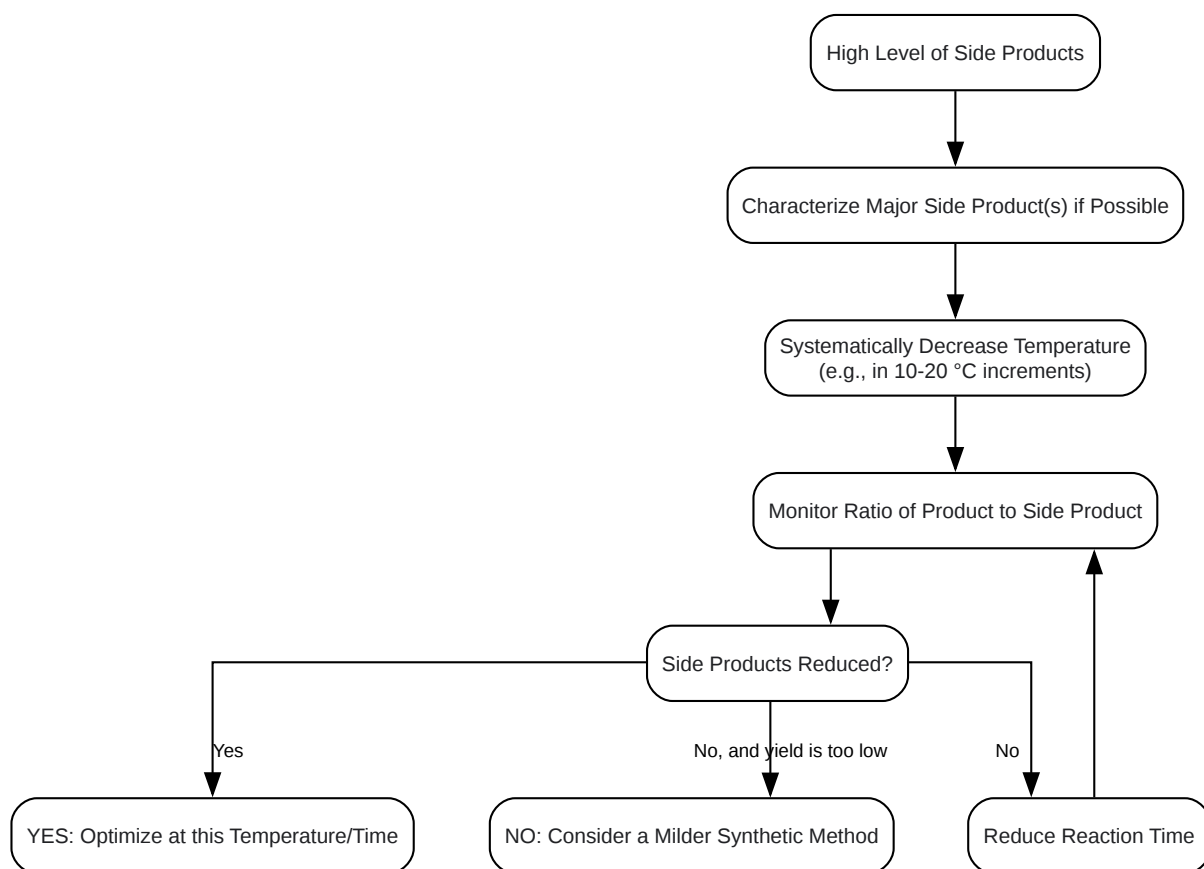 High Level of Side Products
Characterize Major Side Product(s) if Possible
Systematically Decrease Temperature
(e.g., in 10-20 °C increments)
Monitor Ratio of Product to Side Product
Side Products Reduced?
Yes
No, and yield is too low
No
YES: Optimize at this Temperature/Time
NO: Consider a Milder Synthetic Method
Reduce Reaction Time